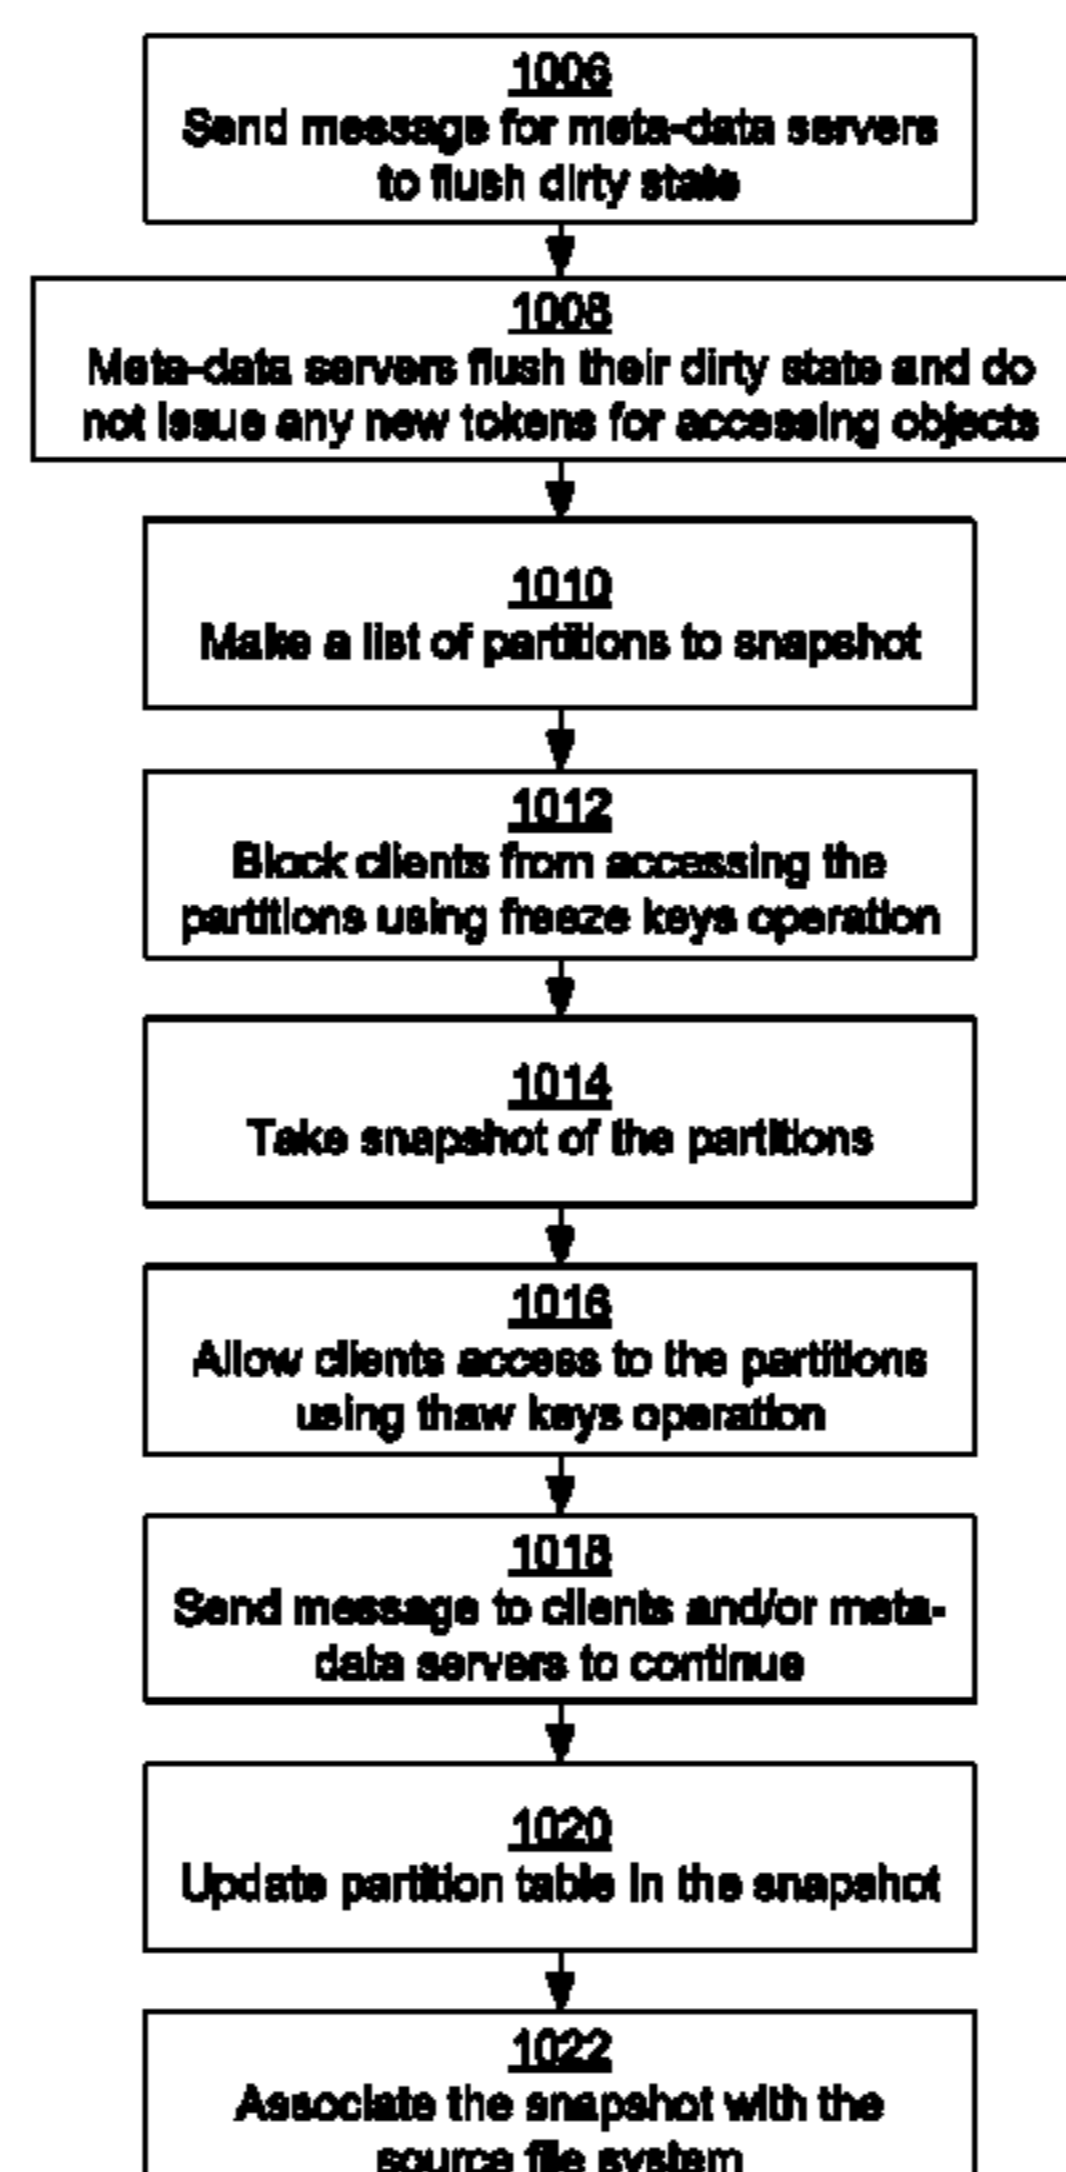 1006
Send message for meta-data servers
to flush dirty state
1008
Meta-data servers flush their dirty state and do
not issue any new tokens for accessing objects
1010
Make a list of partitions to snapshot
1012
Block clients from accessing the
partitions using freeze keys operation
1014
Take snapshot of the partitions
1016
Allow clients access to the partitions
using thaw keys operation
1018
Send message to clients and/or meta-
data servers to continue
1020
Update partition table in the snapshot
1022
Associate the snapshot with the
source file system